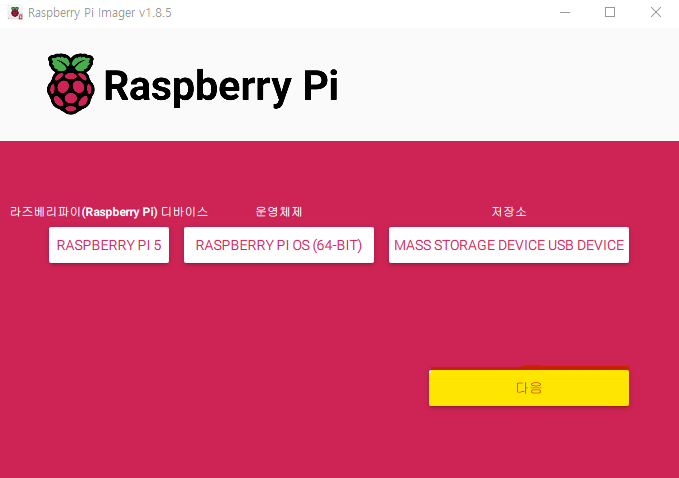 Raspberry Pi Imager v1.8.5
Raspberry Pi
라즈베리파이(Raspberry Pi) 디바이스 운영체제 저장소
RASPBERRY PI 5 RASPBERRY PI OS (64-BIT) MASS STORAGE DEVICE USB DEVICE
다음